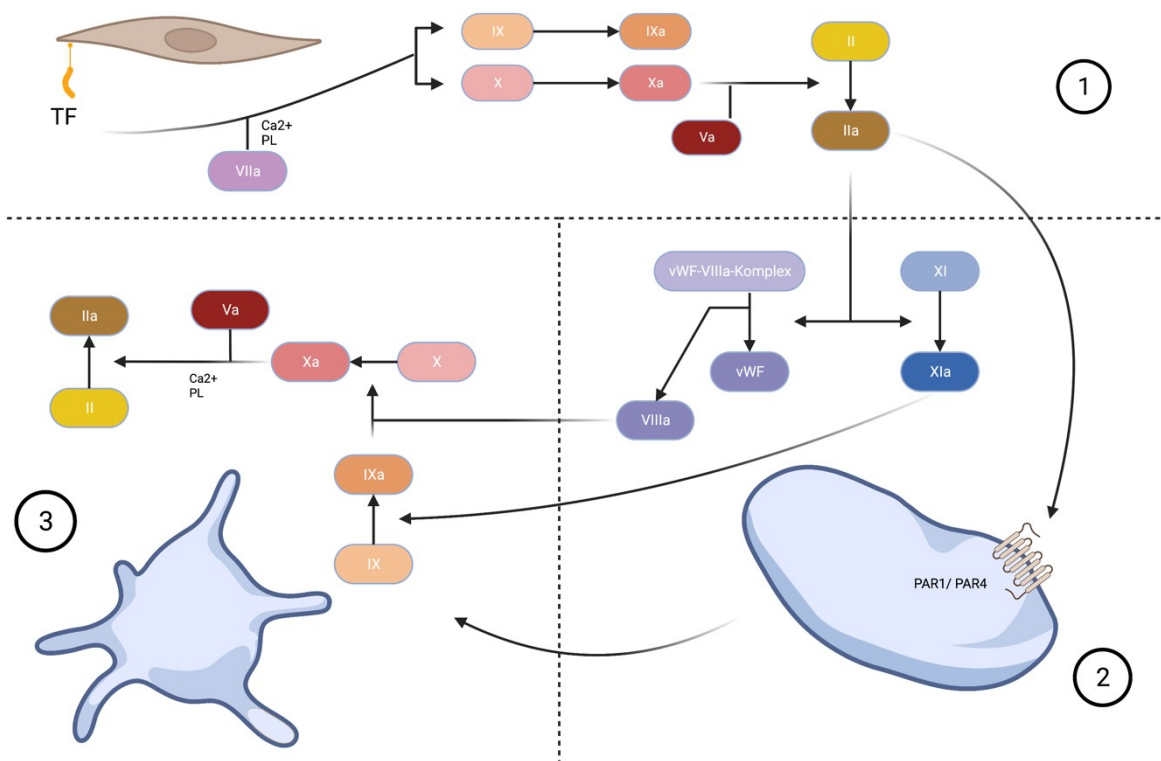 TF
Ca2+
PL
VIIa
IX
IXa
X
Xa
Va
II
IIa
1
vWF-VIIIa-Komplex
XI
vWF
XIa
VIIIa
PAR1/ PAR4
2
IIa
Va
Xa
X
Ca2+
PL
II
IXa
IX
3